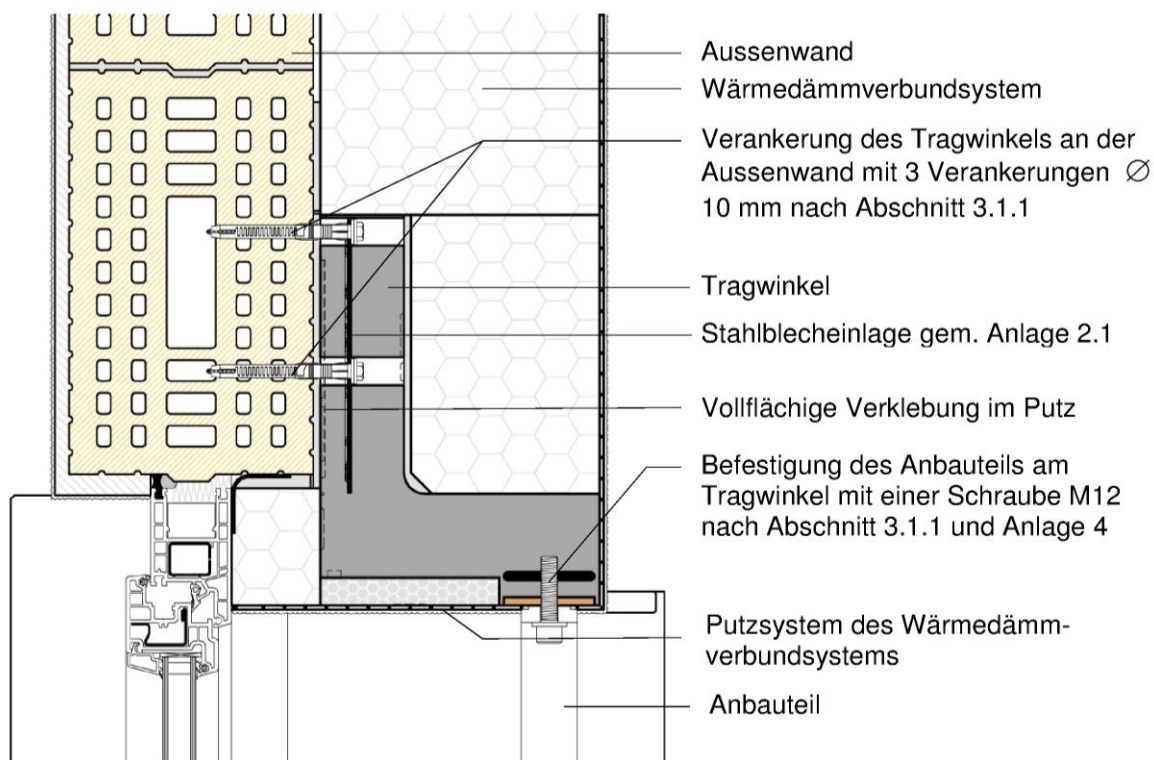 Aussenwand
Wärmedämmverbundsystem
Verankerung des Tragwinkels an der
Aussenwand mit 3 Verankerungen ∅
10 mm nach Abschnitt 3.1.1
Tragwinkel
Stahlblecheinlage gem. Anlage 2.1
Vollflächige Verklebung im Putz
Befestigung des Anbauteils am
Tragwinkel mit einer Schraube M12
nach Abschnitt 3.1.1 und Anlage 4
Putzsystem des Wärmedämm-
verbundsystems
Anbauteil